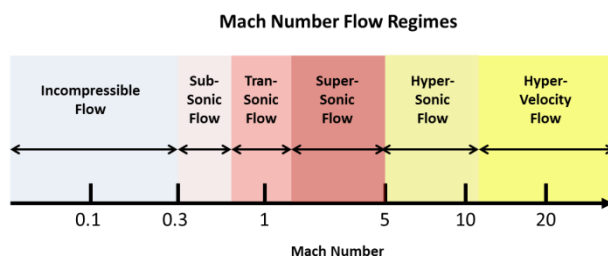 Mach Number Flow Regimes
Incompressible
Flow
Sub-
Sonic
Flow
Tran-
Sonic
Flow
Super-
Sonic
Flow
Hyper-
Sonic
Flow
Hyper-
Velocity
Flow
0.1 0.3 1 5 10 20
Mach Number